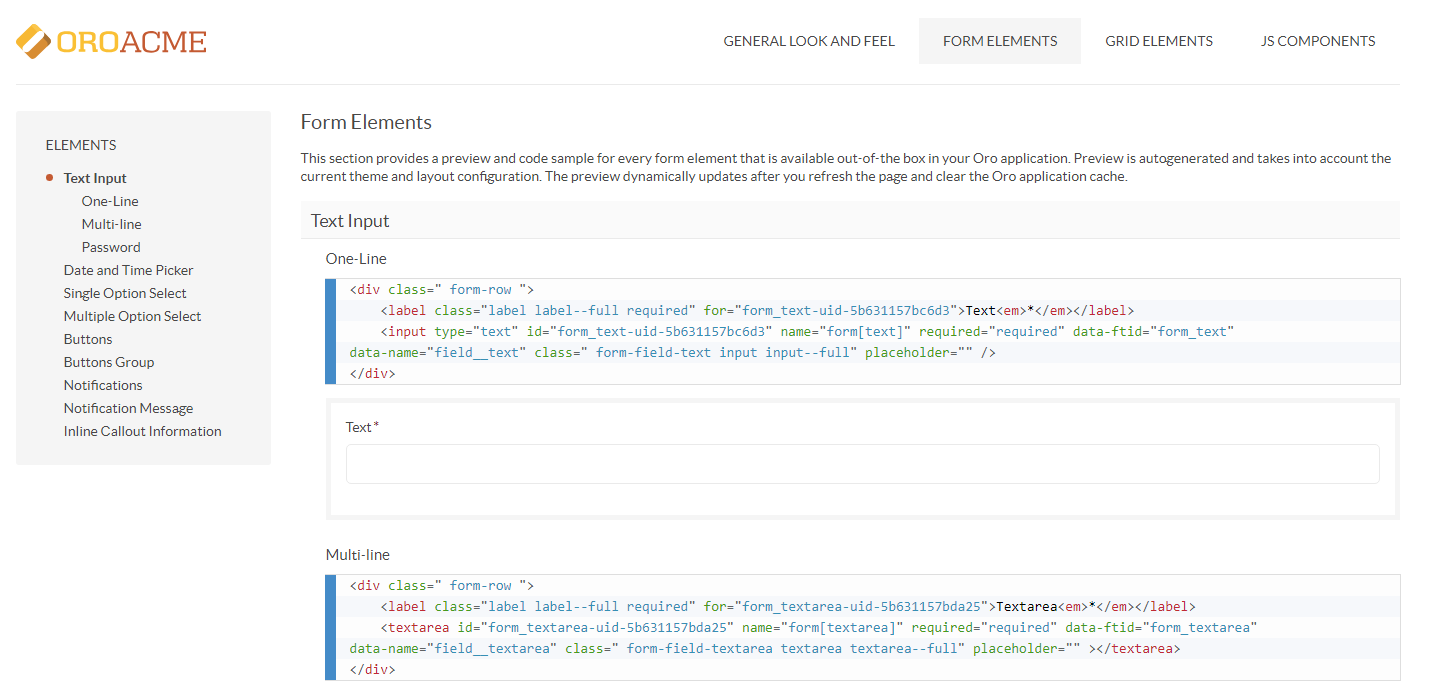 OROACME
GENERAL LOOK AND FEEL
FORM ELEMENTS
GRID ELEMENTS
JS COMPONENTS
ELEMENTS
Text Input
One-Line
Multi-line
Password
Date and Time Picker
Single Option Select
Multiple Option Select
Buttons
Buttons Group
Notifications
Notification Message
Inline Callout Information
Form Elements
This section provides a preview and code sample for every form element that is available out-of-the box in your Oro application. Preview is autogenerated and takes into account the
current theme and layout configuration. The preview dynamically updates after you refresh the page and clear the Oro application cache.
Text Input
One-Line
<div class=" form-row ">
<label class="label label--full required" for="form_text-uid-5b631157bc6d3">Text<em>*</em></label>
<input type="text" id="form_text-uid-5b631157bc6d3" name="form[text]" required="required" data-ftid="form_text"
data-name="field__text" class=" form-field-text input input--full" placeholder="" />
</div>
Text*
Multi-line
<div class=" form-row ">
<label class="label label--full required" for="form_textarea-uid-5b631157bda25">Textarea<em>*</em></label>
<textarea id="form_textarea-uid-5b631157bda25" name="form[textarea]" required="required" data-ftid="form_textarea"
data-name="field__textarea" class=" form-field-textarea textarea textarea--full" placeholder="" ></textarea>
</div>